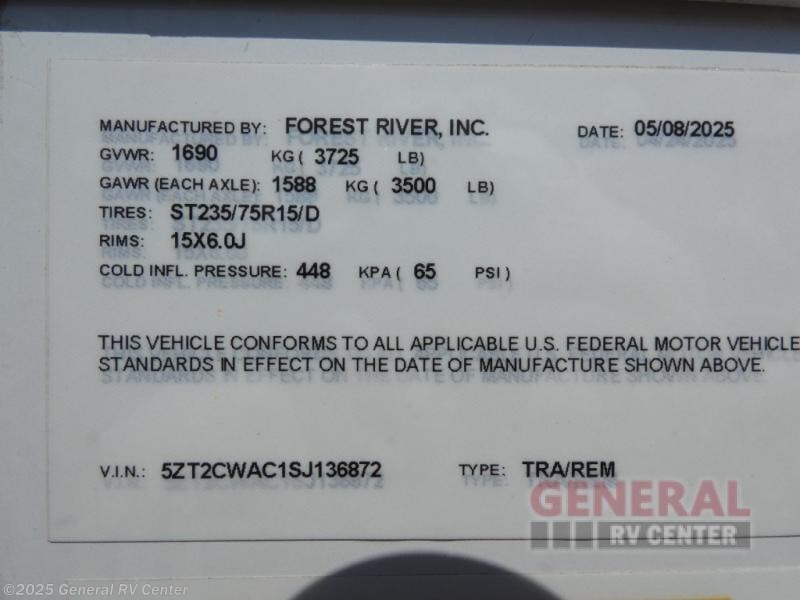 MANUFACTURED BY: FOREST RIVER, INC. DATE: 05/08/2025
GVWR: 1690 KG ( 3725 LB)
GAWR (EACH AXLE): 1588 KG ( 3500 LB)
TIRES: ST235/75R15/D
RIMS: 15X6.0J
COLD INFL. PRESSURE: 448 KPA ( 65 PSI )
THIS VEHICLE CONFORMS TO ALL APPLICABLE U.S. FEDERAL MOTOR VEHICLE
STANDARDS IN EFFECT ON THE DATE OF MANUFACTURE SHOWN ABOVE.
V.I.N.: 5ZT2CWAC1SJ136872 TYPE: TRA/REM
GENERAL
RV CENTER
©2025 General RV Center